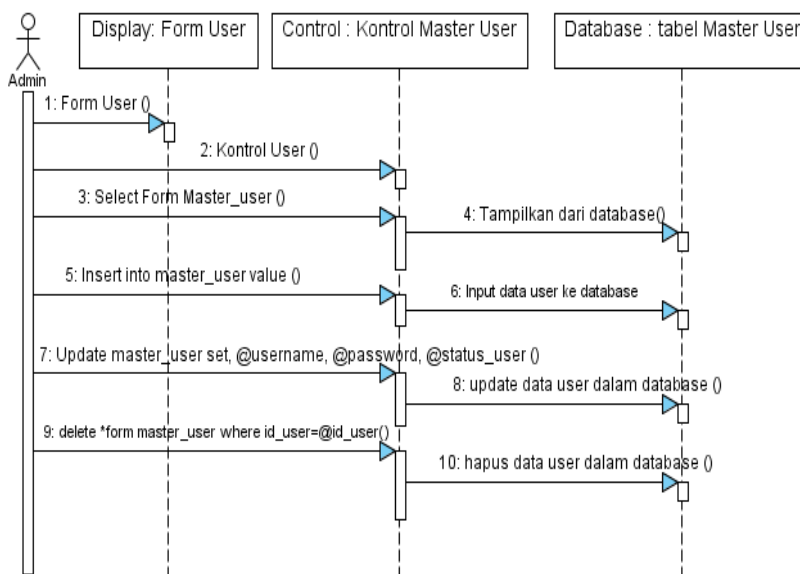 Display: Form User
Control : Kontrol Master User
Database : tabel Master User
Admin
1: Form User ()
2: Kontrol User ()
3: Select Form Master_user ()
4: Tampilkan dari database()
5: Insert into master_user value ()
6: Input data user ke database
7: Update master_user set, @username, @password, @status_user ()
8: update data user dalam database ()
9: delete *form master_user where id_user=@id_user()
10: hapus data user dalam database ()